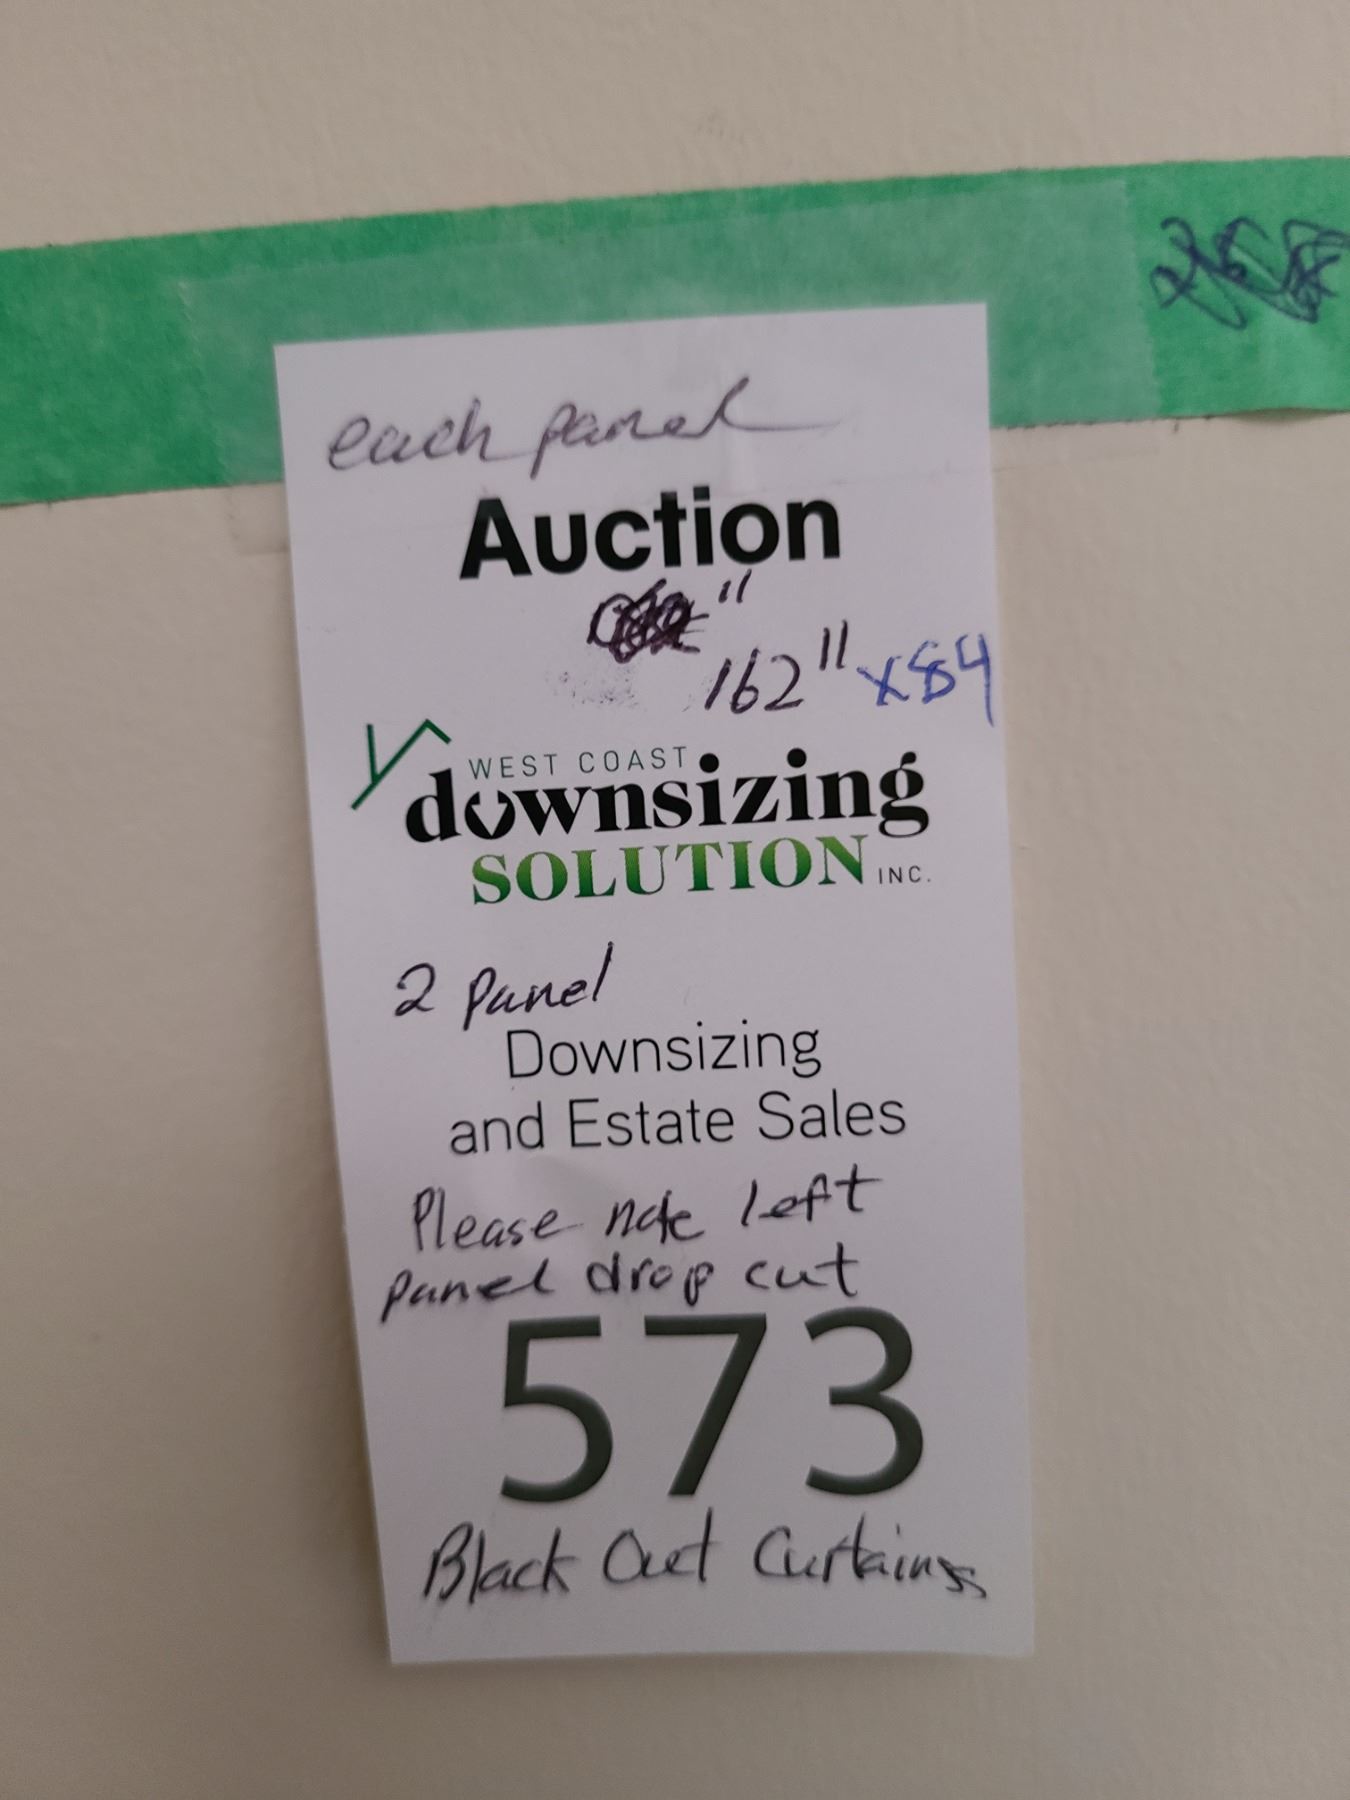 each panel
Auction
"
162" x84
WEST COAST
downsizing
SOLUTION INC.
2 panel
Downsizing
and Estate Sales
Please note left
panel drop cut
573
Black Out Curtains